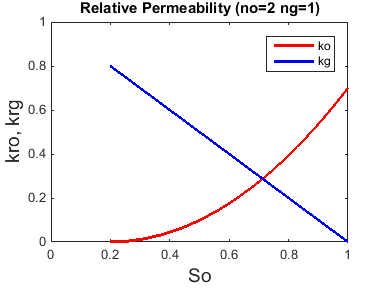 Relative Permeability (no=2 ng=1)
kro, krg
1
0.8
0.6
0.4
0.2
0
ko
kg
0 0.2 0.4 0.6 0.8 1
So